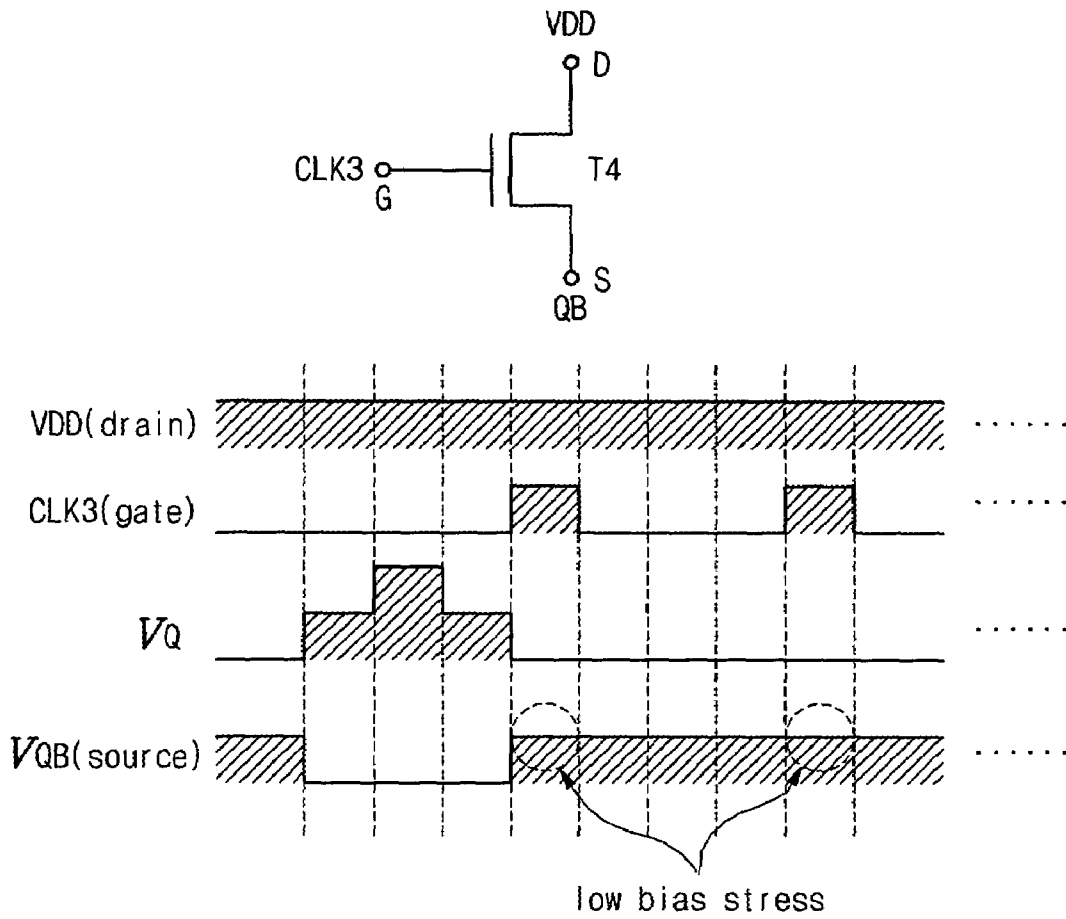 VDD
D
CLK3
G
T4
S
QB
VDD(drain)
......
CLK3(gate)
......
VQ
......
VQB(source)
......
low bias stress